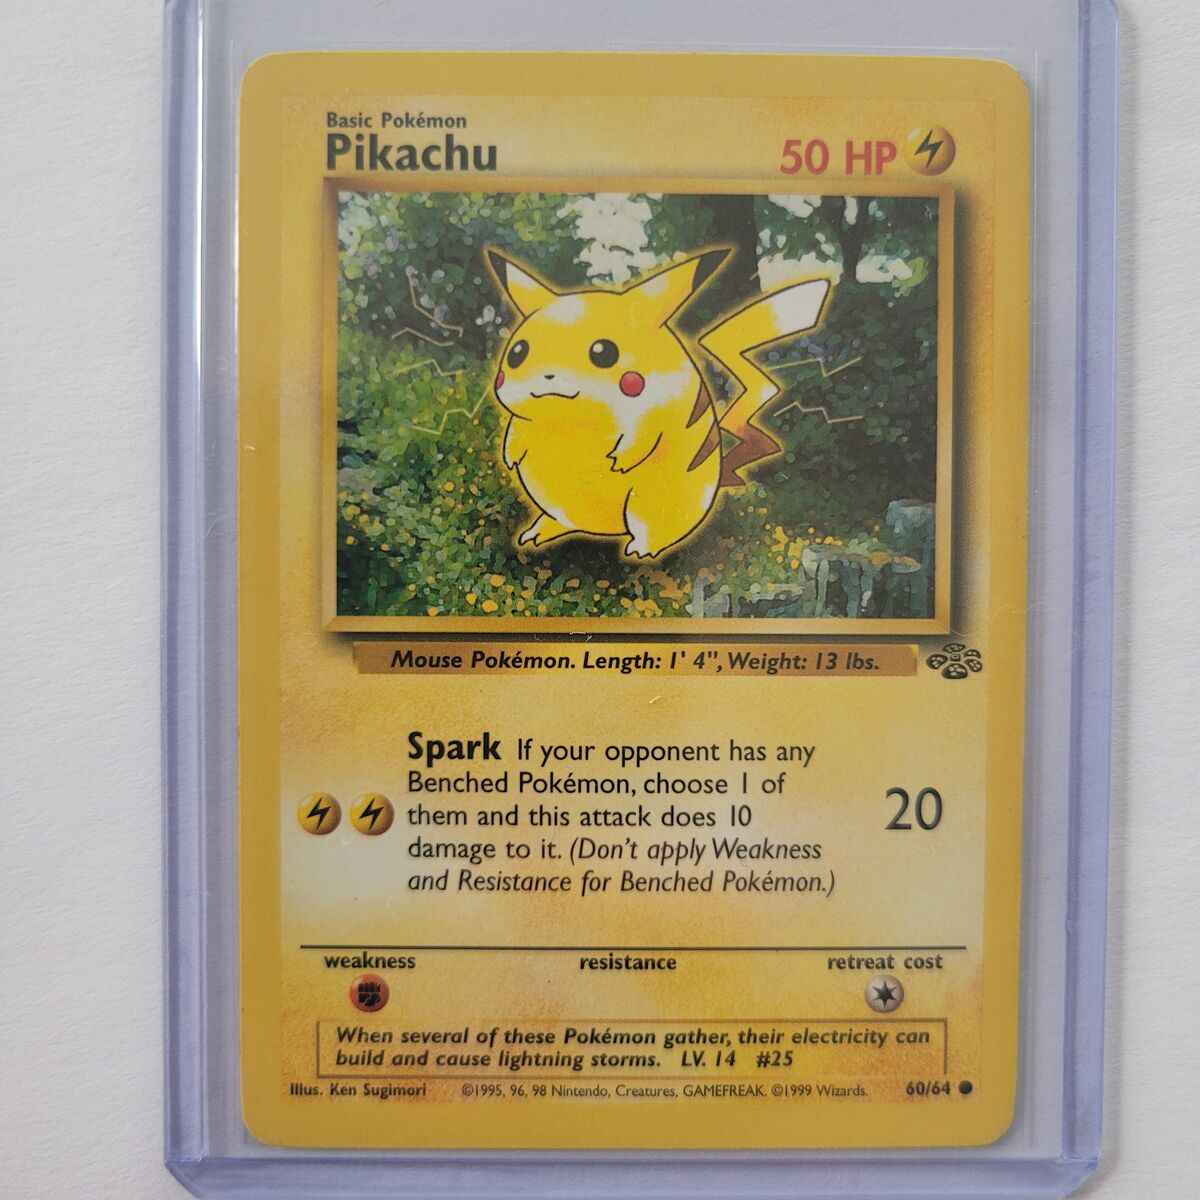 Basic Pokémon
Pikachu
50 HP
Mouse Pokémon. Length: 1' 4", Weight: 13 lbs.
Spark If your opponent has any
Benched Pokémon, choose 1 of
them and this attack does 10
damage to it. (Don't apply Weakness
and Resistance for Benched Pokémon.)
20
weakness
resistance
retreat cost
When several of these Pokémon gather, their electricity can
build and cause lightning storms. LV. 14 #25
Illus. Ken Sugimori
©1995, 96, 98 Nintendo, Creatures, GAMEFREAK. ©1999 Wizards.
60/64